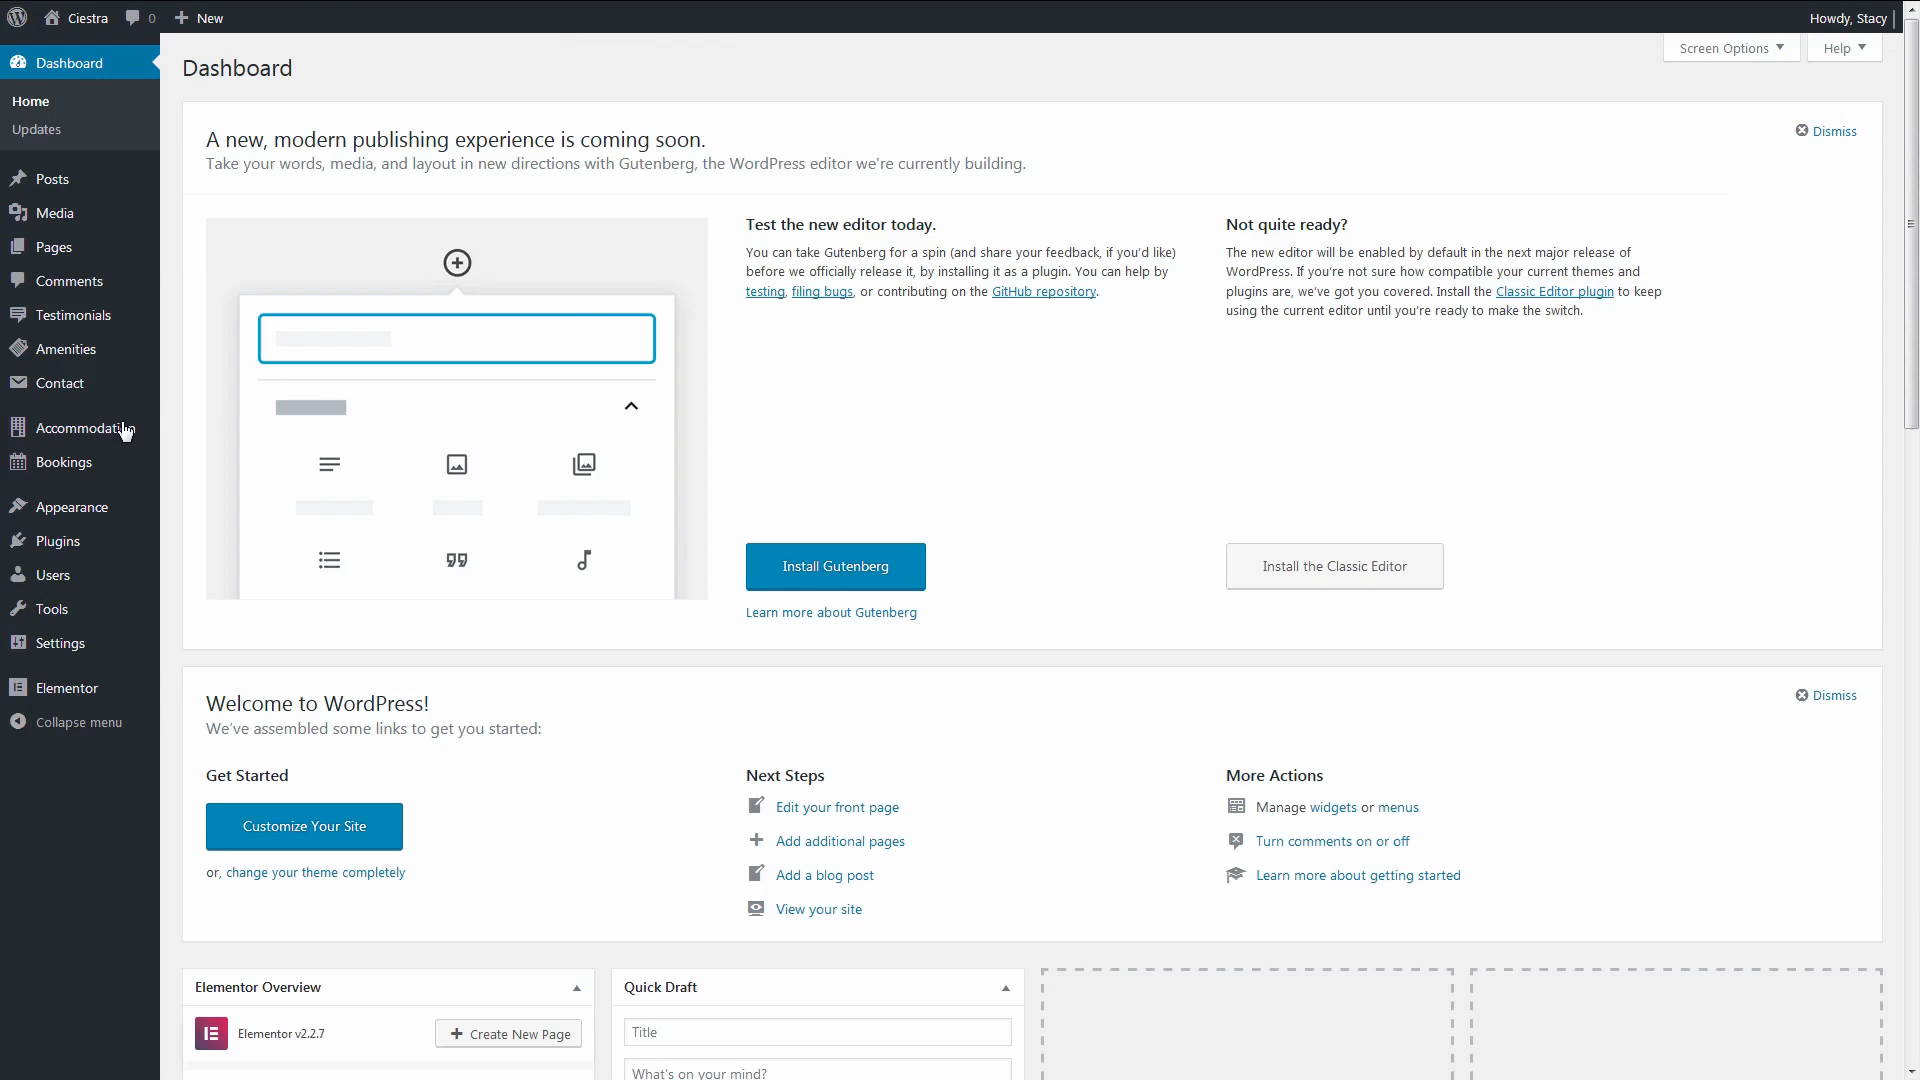 Ciestra 0 New Howdy, Stacy
Dashboard
Home
Updates
Posts
Media
Pages
Comments
Testimonials
Amenities
Contact
Bookings
Appearance
Plugins
Users
Tools
Settings
Elementor
Collapse menu
Screen Options Help
Dashboard
A new, modern publishing experience is coming soon.
Take your words, media, and layout in new directions with Gutenberg, the WordPress editor we're currently building.
Dismiss
Test the new editor today.
You can take Gutenberg for a spin (and share your feedback, if you'd like)
before we officially release it, by installing it as a plugin. You can help by
testing, filing bugs, or contributing on the GitHub repository.
Install Gutenberg
Learn more about Gutenberg
Not quite ready?
The new editor will be enabled by default in the next major release of
WordPress. If you're not sure how compatible your current themes and
plugins are, we've got you covered. Install the Classic Editor plugin to keep
using the current editor until you're ready to make the switch.
Install the Classic Editor
Welcome to WordPress!
We've assembled some links to get you started:
Dismiss
Get Started
Customize Your Site
or, change your theme completely
Next Steps
Edit your front page
Add additional pages
Add a blog post
View your site
More Actions
Manage widgets or menus
Turn comments on or off
Learn more about getting started
Elementor Overview
Elementor v2.2.7
Create New Page
Quick Draft
Title
What's on your mind?